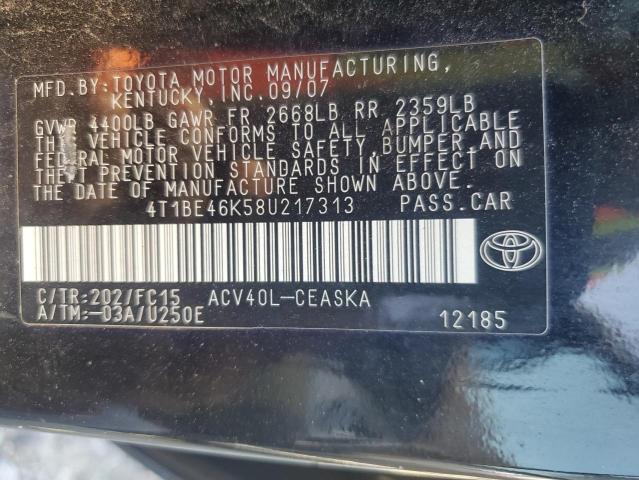 MFD.BY:TOYOTA MOTOR MANUFACTURING,
KENTUCKY, INC. 09/07
GVWR 4400LB GAWR FR 2668LB RR 2359LB
THIS VEHICLE CONFORMS TO ALL APPLICABLE
FEDERAL MOTOR VEHICLE SAFETY, BUMPER, AND
THEFT PREVENTION STANDARDS IN EFFECT ON
THE DATE OF MANUFACTURE SHOWN ABOVE.
4T1BE46K58U217313 PASS.CAR
C/TR:202/FC15 ACV40L-CEASKA
A/TM:-03A/U250E 12185